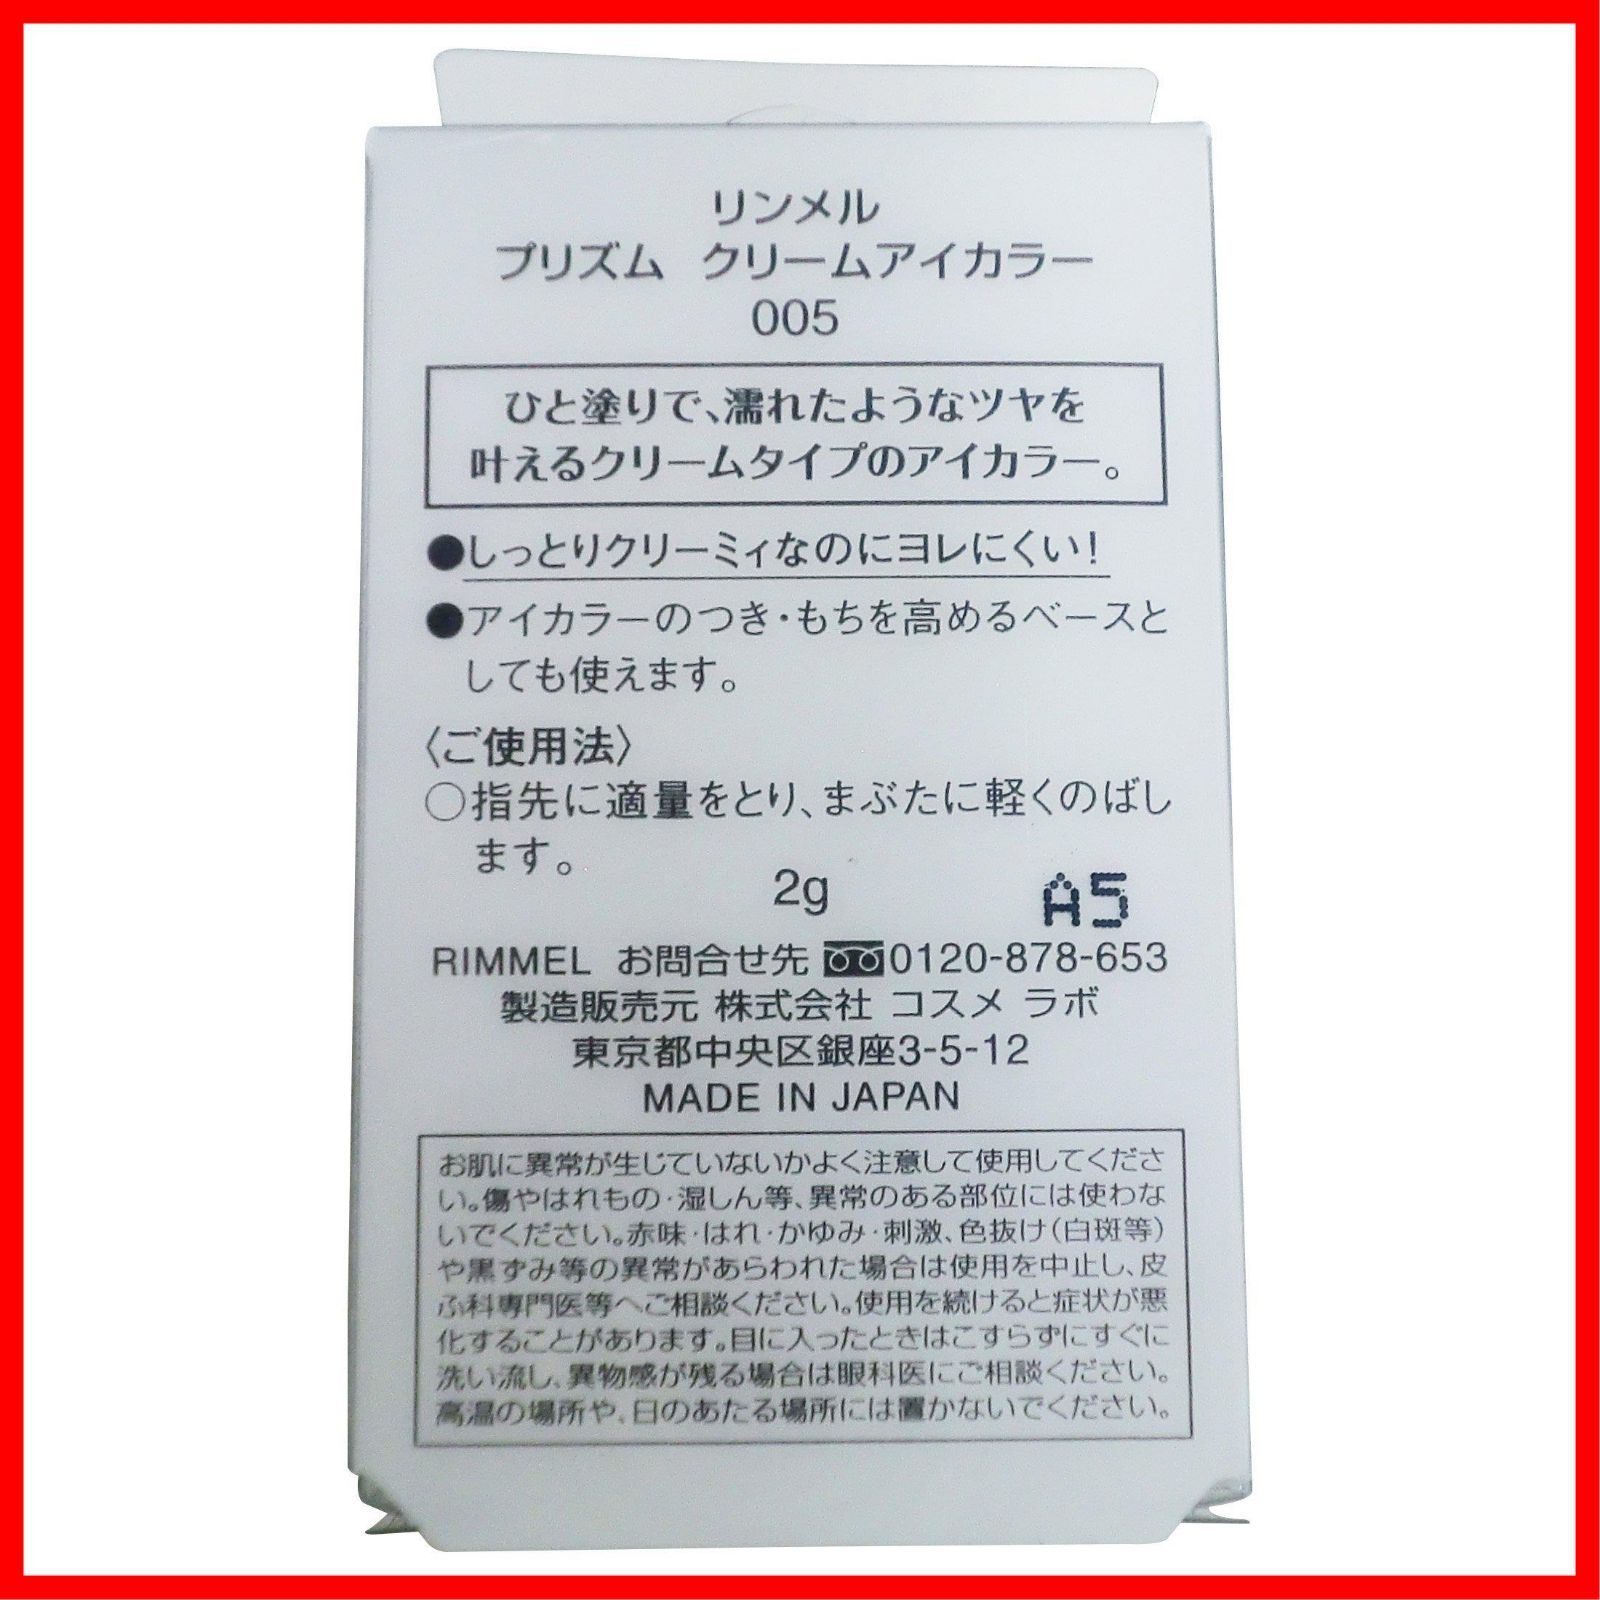 リンメル
プリズム クリームアイカラー
005
ひと塗りで、濡れたようなツヤを
叶えるクリームタイプのアイカラー。
●しっとりクリーミィなのにヨレにくい!
●アイカラーのつき・もちを高めるベースと
しても使えます。
〈ご使用法〉
○指先に適量をとり、まぶたに軽くのばし
ます。
2g
A5
RIMMEL お問合せ先 0120-878-653
製造販売元 株式会社 コスメ ラボ
東京都中央区銀座3-5-12
MADE IN JAPAN
お肌に異常が生じていないかよく注意して使用してくださ
い。傷やはれもの・湿しん等、異常のある部位には使わな
いでください。赤味・はれ・かゆみ・刺激、色抜け(白斑等)
や黒ずみ等の異常があらわれた場合は使用を中止し、皮
ふ科専門医等へご相談ください。使用を続けると症状が悪
化することがあります。目に入ったときはこすらずにすぐに
洗い流し、異物感が残る場合は眼科医にご相談ください。
高温の場所や、日のあたる場所には置かないでください。